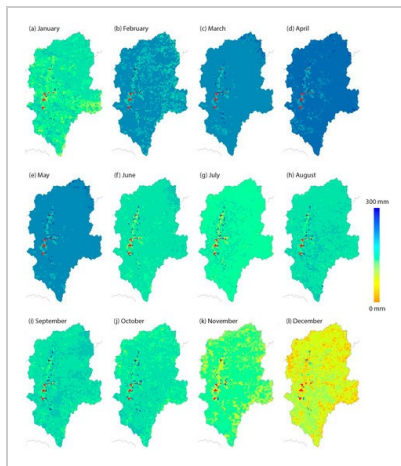 (a) January
(b) February
(c) March
(d) April
(e) May
(f) June
(g) July
(h) August
300 mm
0 mm
(i) September
(j) October
(k) November
(l) December